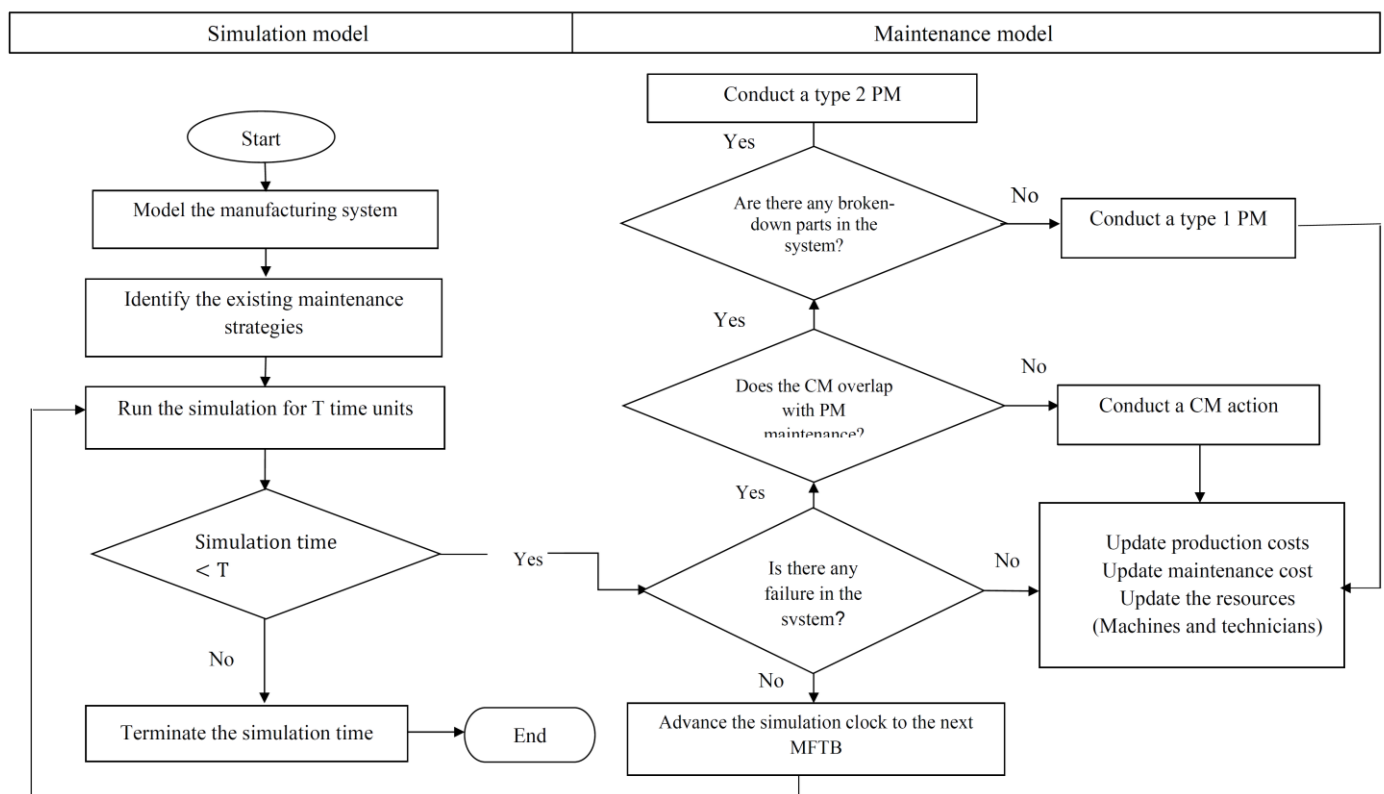 Simulation model
Maintenance model
Start
Model the manufacturing system
Identify the existing maintenance
strategies
Run the simulation for T time units
Simulation time
< T
Yes
No
Terminate the simulation time
End
Conduct a type 2 PM
Yes
Are there any broken-
down parts in the
system?
No
Conduct a type 1 PM
Yes
Does the CM overlap
with PM
maintenance?
No
Conduct a CM action
Yes
Is there any
failure in the
system?
No
Update production costs
Update maintenance cost
Update the resources
(Machines and technicians)
No
Advance the simulation clock to the next
MFTB